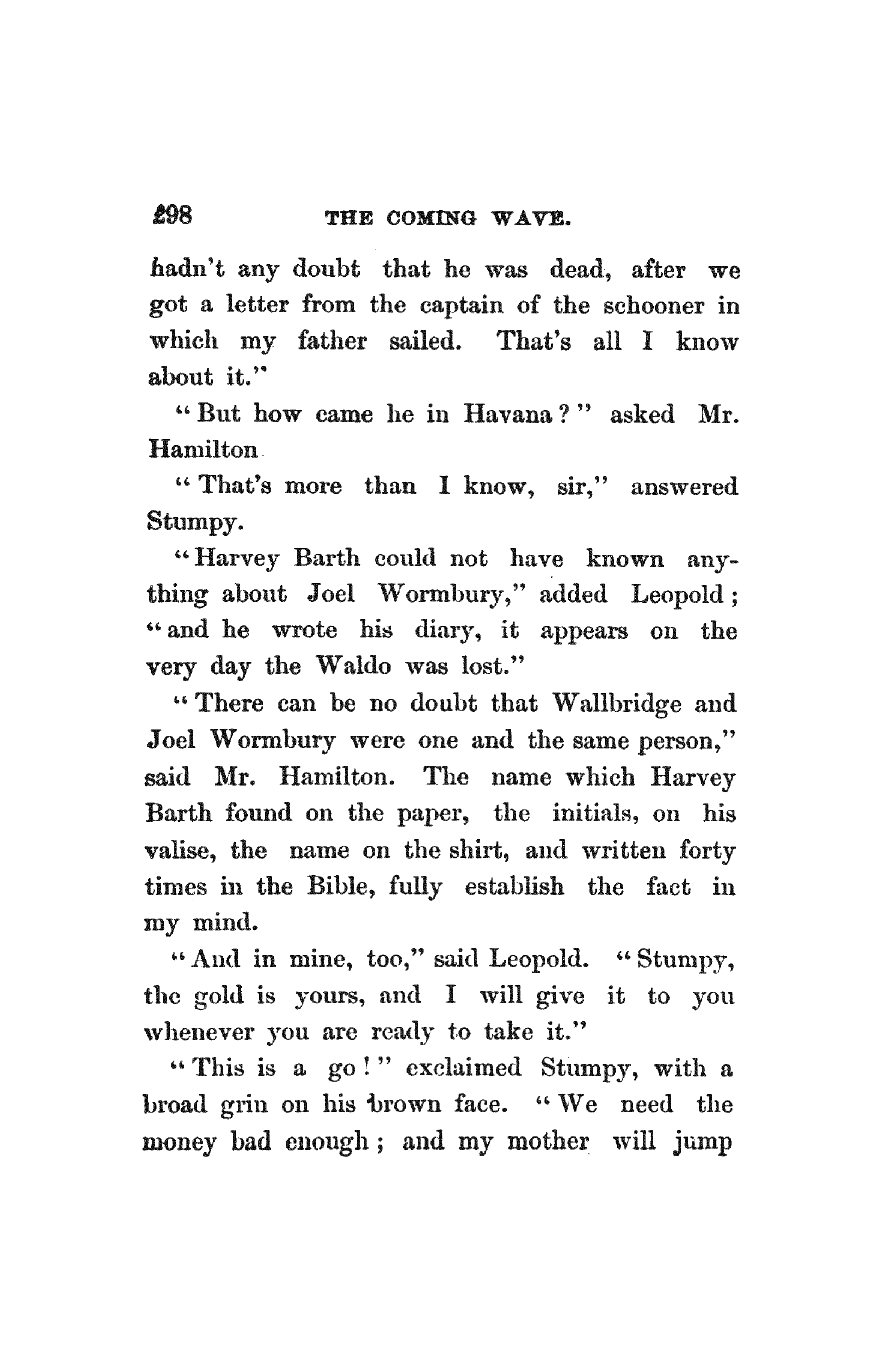 298 THE COMING WAVE.
hadn't any doubt that he was dead, after we
got a letter from the captain of the schooner in
which my father sailed. That's all I know
about it."
"But how came he in Havana?" asked Mr.
Hamilton
"That's more than I know, sir," answered
Stumpy.
"Harvey Barth could not have known any-
thing about Joel Wormbury," added Leopold;
"and he wrote his diary, it appears on the
very day the Waldo was lost."
"There can be no doubt that Wallbridge and
Joel Wormbury were one and the same person,"
said Mr. Hamilton. The name which Harvey
Barth found on the paper, the initials, on his
valise, the name on the shirt, and written forty
times in the Bible, fully establish the fact in
my mind.
"And in mine, too," said Leopold. "Stumpy,
the gold is yours, and I will give it to you
whenever you are ready to take it."
"This is a go!" exclaimed Stumpy, with a
broad grin on his brown face. "We need the
money bad enough; and my mother will jump